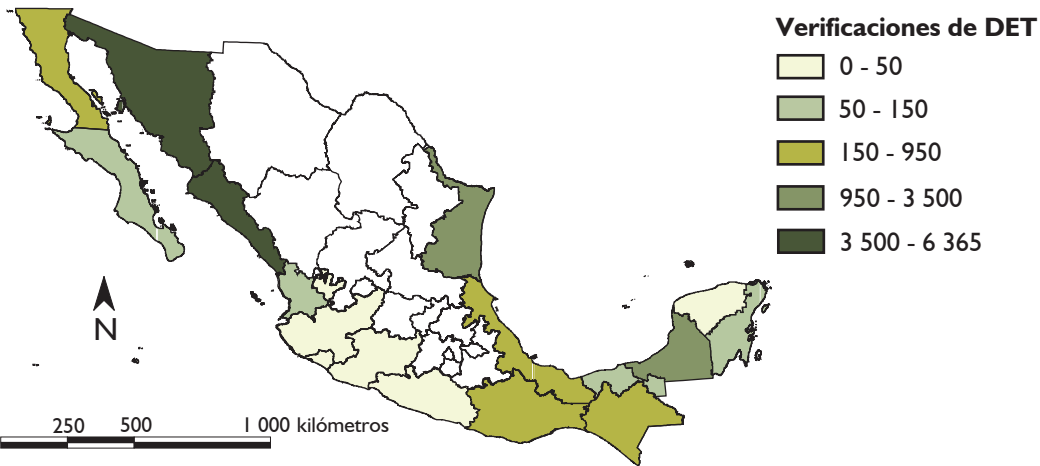 Verificaciones de DET
0 - 50
50 - 150
150 - 950
950 - 3 500
3 500 - 6 365
N
250 500 1 000 kilómetros